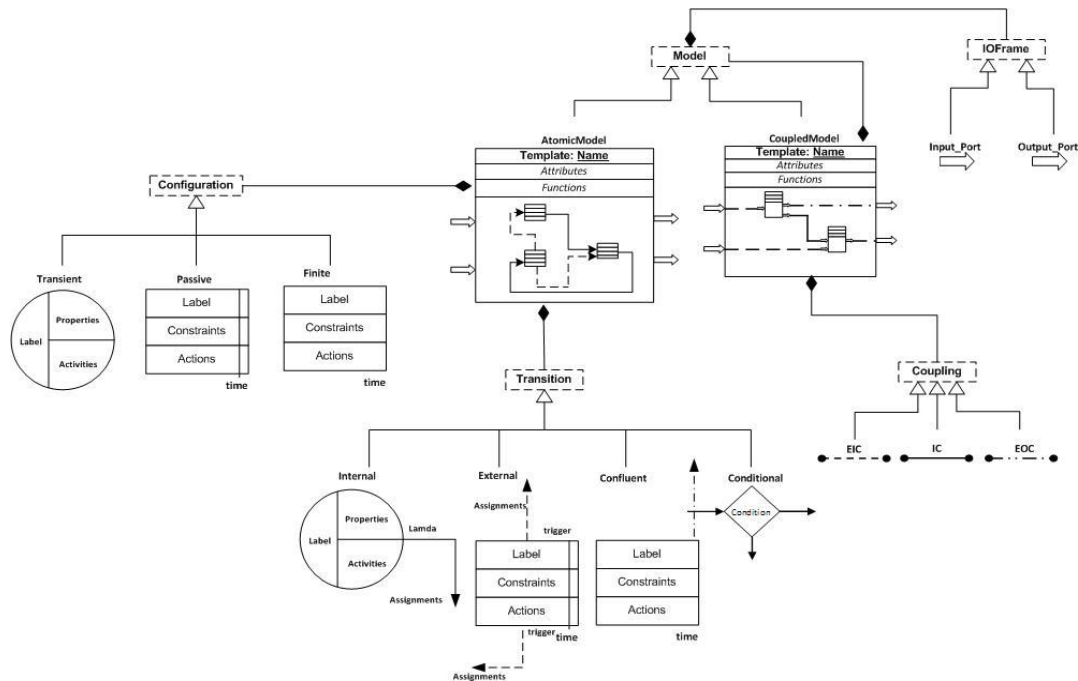 Model
IOFrame
AtomicModel
CoupledModel
Input_Port
Output_Port
Template: Name
Attributes
Functions
Template: Name
Attributes
Functions
Configuration
Transient
Passive
Finite
Label
Properties
Activities
Label
Constraints
Actions
time
Label
Constraints
Actions
time
Transition
Coupling
EIC
IC
EOC
Internal
External
Confluent
Conditional
Label
Properties
Activities
Lamda
Assignments
Assignments
trigger
Label
Constraints
Actions
trigger
time
Assignments
Label
Constraints
Actions
time
Condition